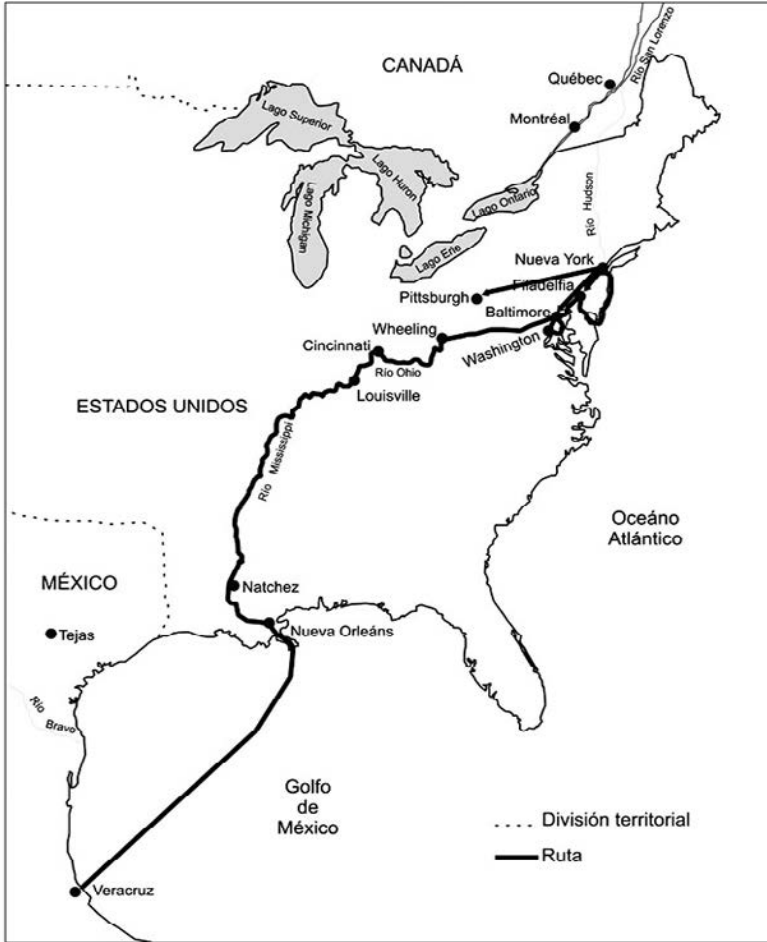 Río San Lorenzo
CANADÁ
Québec
Lago Superior
Montréal
Lago Huron
Lago Michigan
Lago Ontario
Río Hudson
Lago Erie
Nueva York
Filadelfia
Pittsburgh
Baltimore
Wheeling
Washington
Cincinnati
Río Ohio
Louisville
ESTADOS UNIDOS
Río Mississippi
Oceáno
Atlántico
MÉXICO
Natchez
Tejas
Nueva Orleáns
Río Bravo
Golfo
de
México
División territorial
Ruta
Veracruz